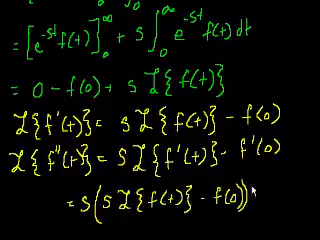 = [e^{-st} f(t)]_0^∞ + s ∫_0^∞ e^{-st} f(t) dt
= 0 - f(0) + s ℒ{f(t)}
ℒ{f'(t)} = s ℒ{f(t)} - f(0)
ℒ{f''(t)} = s ℒ{f'(t)} - f'(0)
= s(s ℒ{f(t)} - f(0))